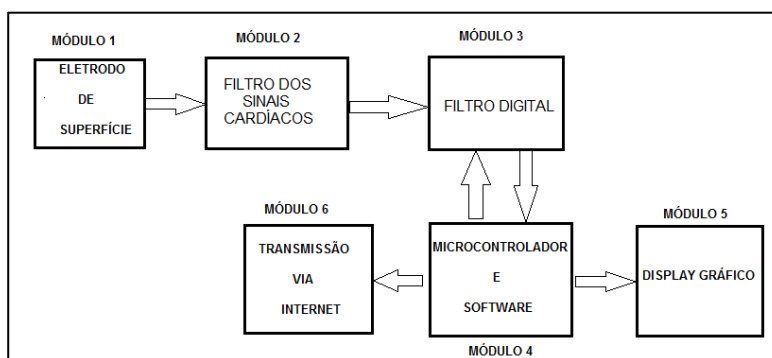 MÓDULO 1
ELETRODO
DE
SUPERFÍCIE
MÓDULO 2
FILTRO DOS
SINAIS
CARDÍACOS
MÓDULO 3
FILTRO DIGITAL
MÓDULO 6
TRANSMISSÃO
VIA
INTERNET
MICROCONTROLADOR
E
SOFTWARE
MÓDULO 4
MÓDULO 5
DISPLAY GRÁFICO